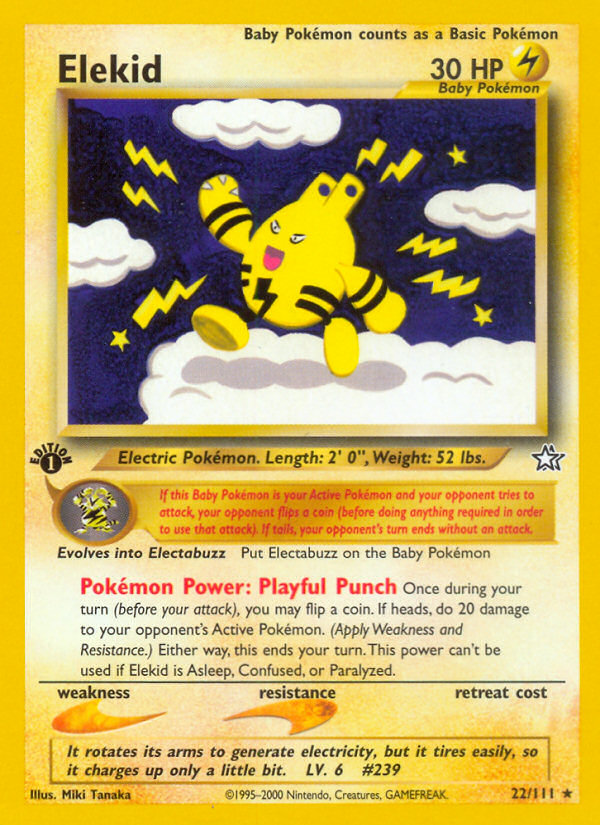 Baby Pokémon counts as a Basic Pokémon
Elekid
30 HP
Baby Pokémon
EDITION
1
Electric Pokémon. Length: 2' 0", Weight: 52 lbs.
If this Baby Pokémon is your Active Pokémon and your opponent tries to
attack, your opponent flips a coin (before doing anything required in order
to use that attack). If tails, your opponent's turn ends without an attack.
Evolves into Electabuzz Put Electabuzz on the Baby Pokémon
Pokémon Power: Playful Punch Once during your
turn (before your attack), you may flip a coin. If heads, do 20 damage
to your opponent's Active Pokémon. (Apply Weakness and
Resistance.) Either way, this ends your turn. This power can't be
used if Elekid is Asleep, Confused, or Paralyzed.
weakness resistance retreat cost
It rotates its arms to generate electricity, but it tires easily, so
it charges up only a little bit. LV. 6 #239
Illus. Miki Tanaka ©1995-2000 Nintendo, Creatures, GAMEFREAK. 22/111 ★